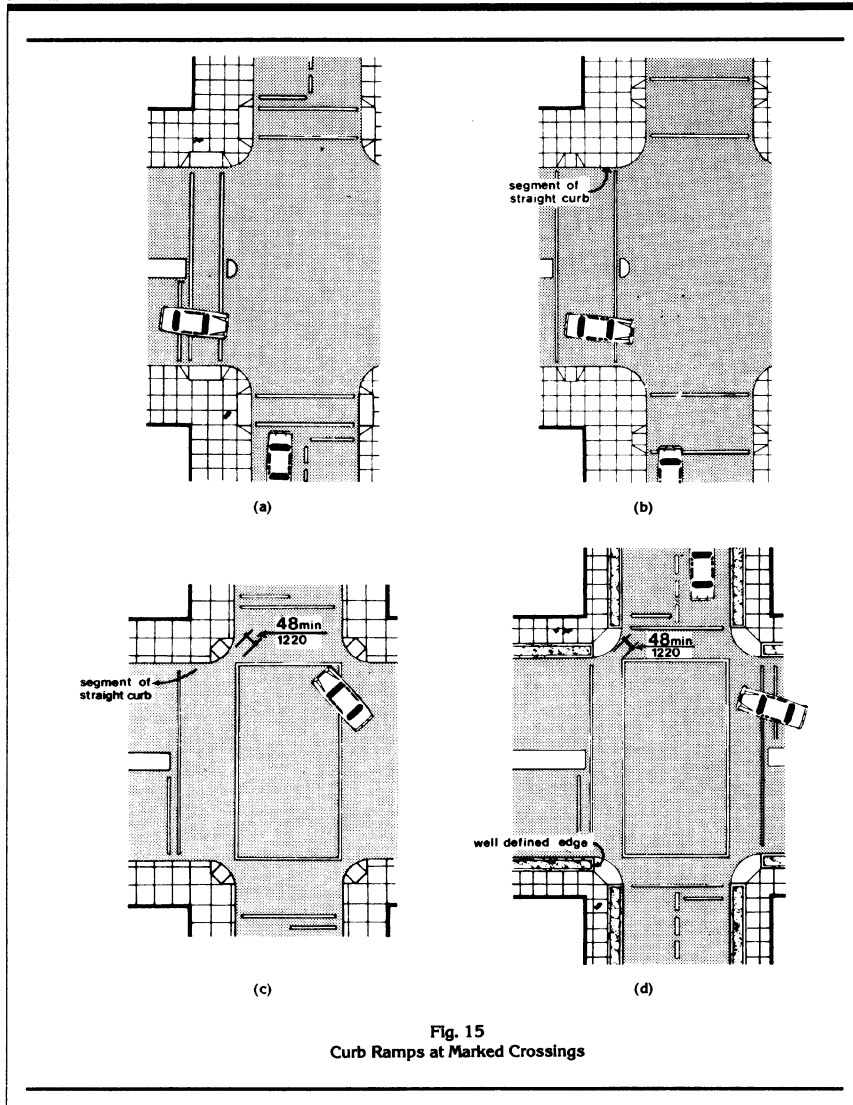 segment of
straight curb
(a)
(b)
48min
1220
segment of
straight curb
48min
1220
well defined edge
(c)
(d)
Fig. 15
Curb Ramps at Marked Crossings